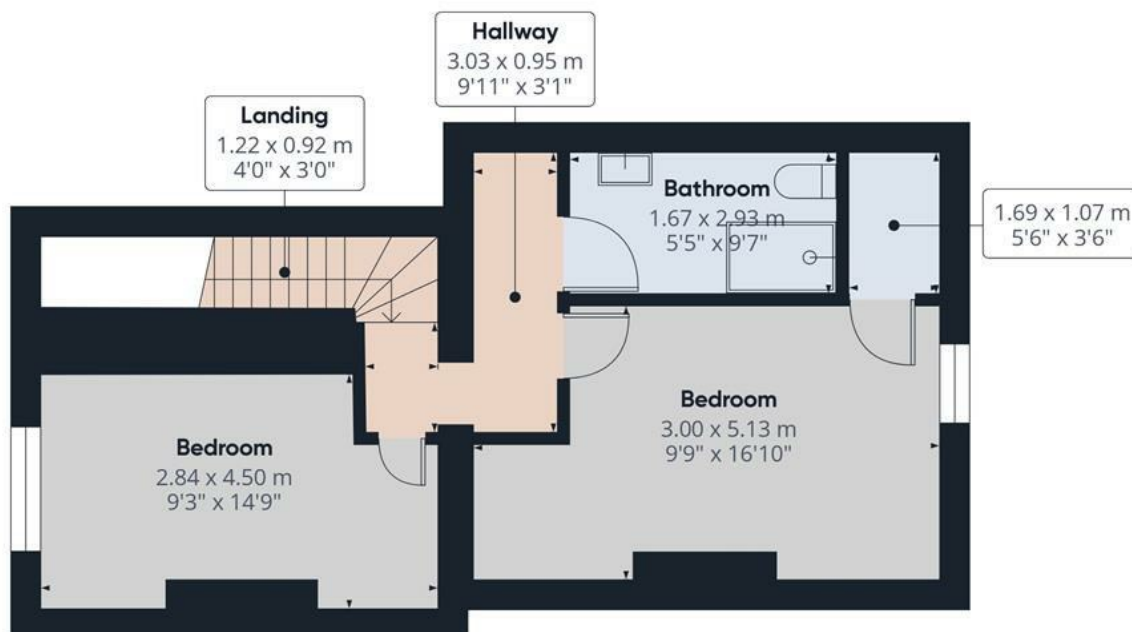 Hallway
3.03 x 0.95 m
9'11" x 3'1"
Landing
1.22 x 0.92 m
4'0" x 3'0"
Bathroom
1.67 x 2.93 m
5'5" x 9'7"
1.69 x 1.07 m
5'6" x 3'6"
Bedroom
3.00 x 5.13 m
9'9" x 16'10"
Bedroom
2.84 x 4.50 m
9'3" x 14'9"